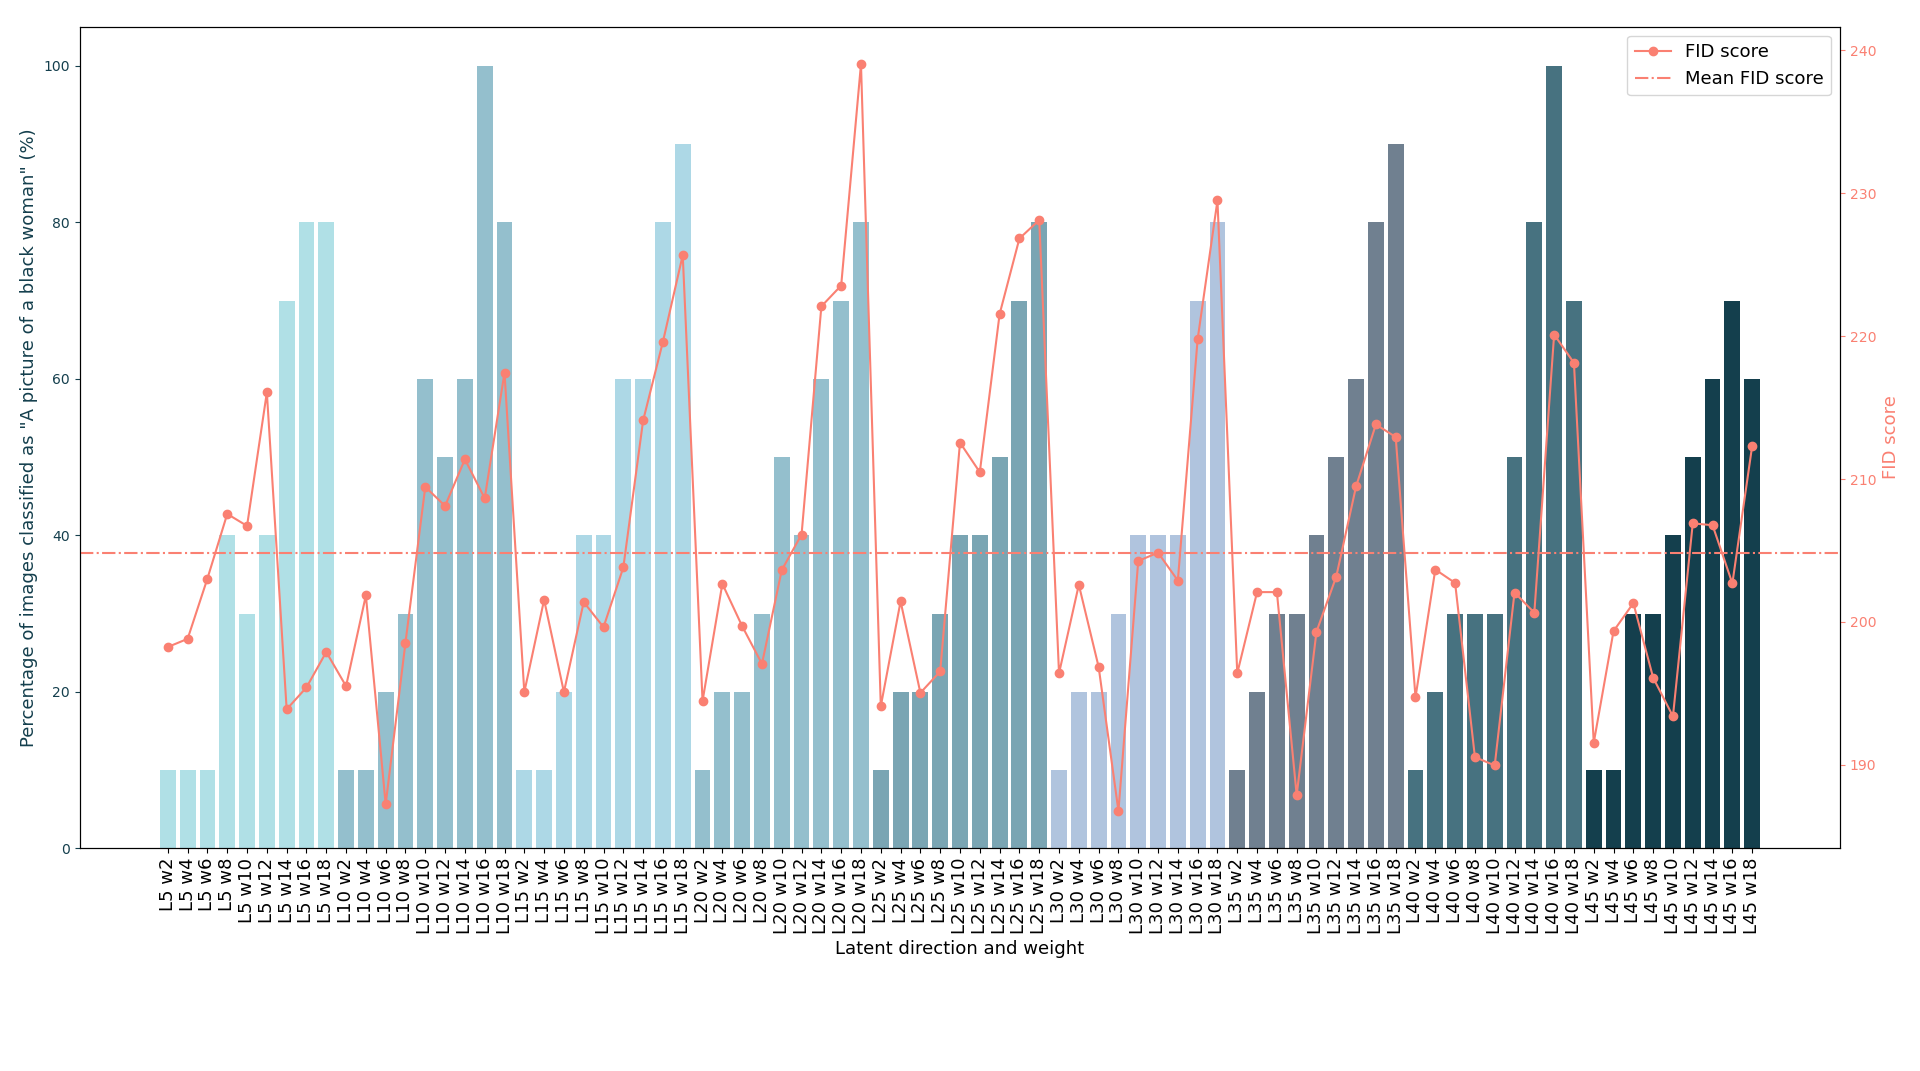 FID score
Mean FID score
Percentage of images classified as "A picture of a black woman" (%)
100
80
60
40
20
0
240
230
220
210
200
190
FID score
L5 w2
L5 w4
L5 w6
L5 w8
L5 w10
L5 w12
L5 w14
L5 w16
L5 w18
L10 w2
L10 w4
L10 w6
L10 w8
L10 w10
L10 w12
L10 w14
L10 w16
L10 w18
L15 w2
L15 w4
L15 w6
L15 w8
L15 w10
L15 w12
L15 w14
L15 w16
L15 w18
L20 w2
L20 w4
L20 w6
L20 w8
L20 w10
L20 w12
L20 w14
L20 w16
L20 w18
L25 w2
L25 w4
L25 w6
L25 w8
L25 w10
L25 w12
L25 w14
L25 w16
L25 w18
L30 w2
L30 w4
L30 w6
L30 w8
L30 w10
L30 w12
L30 w14
L30 w16
L30 w18
L35 w2
L35 w4
L35 w6
L35 w8
L35 w10
L35 w12
L35 w14
L35 w16
L35 w18
L40 w2
L40 w4
L40 w6
L40 w8
L40 w10
L40 w12
L40 w14
L40 w16
L40 w18
L45 w2
L45 w4
L45 w6
L45 w8
L45 w10
L45 w12
L45 w14
L45 w16
L45 w18
Latent direction and weight